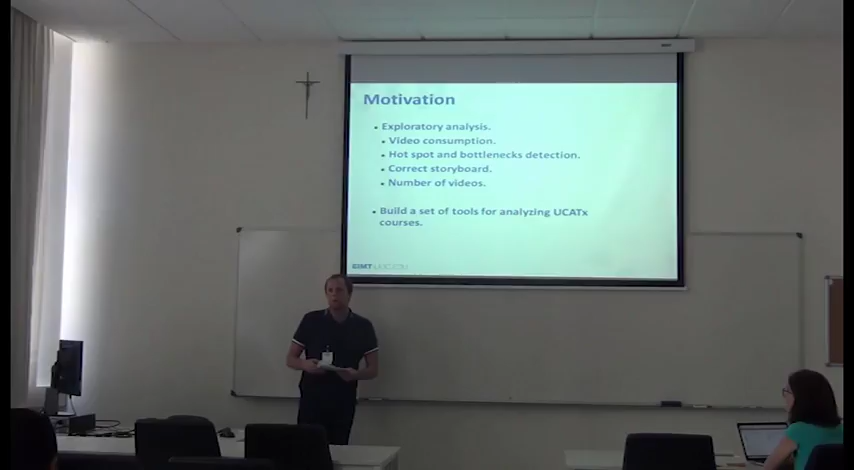 Motivation
• Exploratory analysis.
• Video consumption.
• Hot spot and bottlenecks detection.
• Correct storyboard.
• Number of videos.
• Build a set of tools for analyzing UCATx
courses.